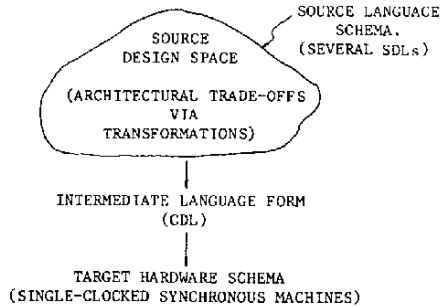 SOURCE LANGUAGE
SCHEMA.
(SEVERAL SDLs)
SOURCE
DESIGN SPACE
(ARCHITECTURAL TRADE-OFFS
VIA
TRANSFORMATIONS)
INTERMEDIATE LANGUAGE FORM
(CDL)
TARGET HARDWARE SCHEMA
(SINGLE-CLOCKED SYNCHRONOUS MACHINES)